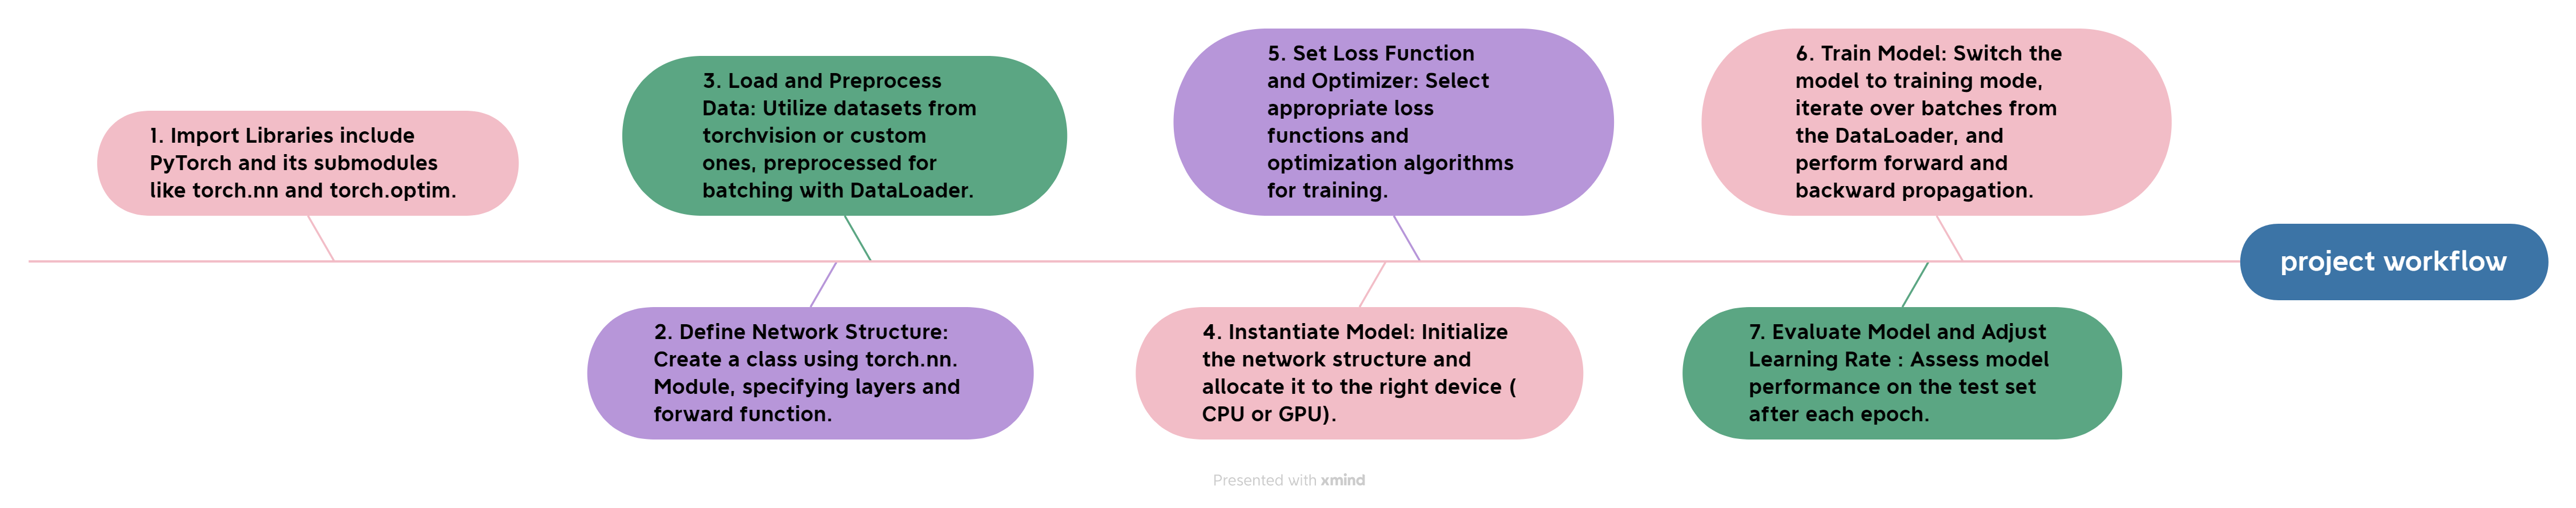 1. Import Libraries include
PyTorch and its submodules
like torch.nn and torch.optim.
2. Define Network Structure:
Create a class using torch.nn.
Module, specifying layers and
forward function.
3. Load and Preprocess
Data: Utilize datasets from
torchvision or custom
ones, preprocessed for
batching with DataLoader.
4. Instantiate Model: Initialize
the network structure and
allocate it to the right device (
CPU or GPU).
5. Set Loss Function
and Optimizer: Select
appropriate loss
functions and
optimization algorithms
for training.
6. Train Model: Switch the
model to training mode,
iterate over batches from
the DataLoader, and
perform forward and
backward propagation.
7. Evaluate Model and Adjust
Learning Rate : Assess model
performance on the test set
after each epoch.
project workflow
Presented with xmind